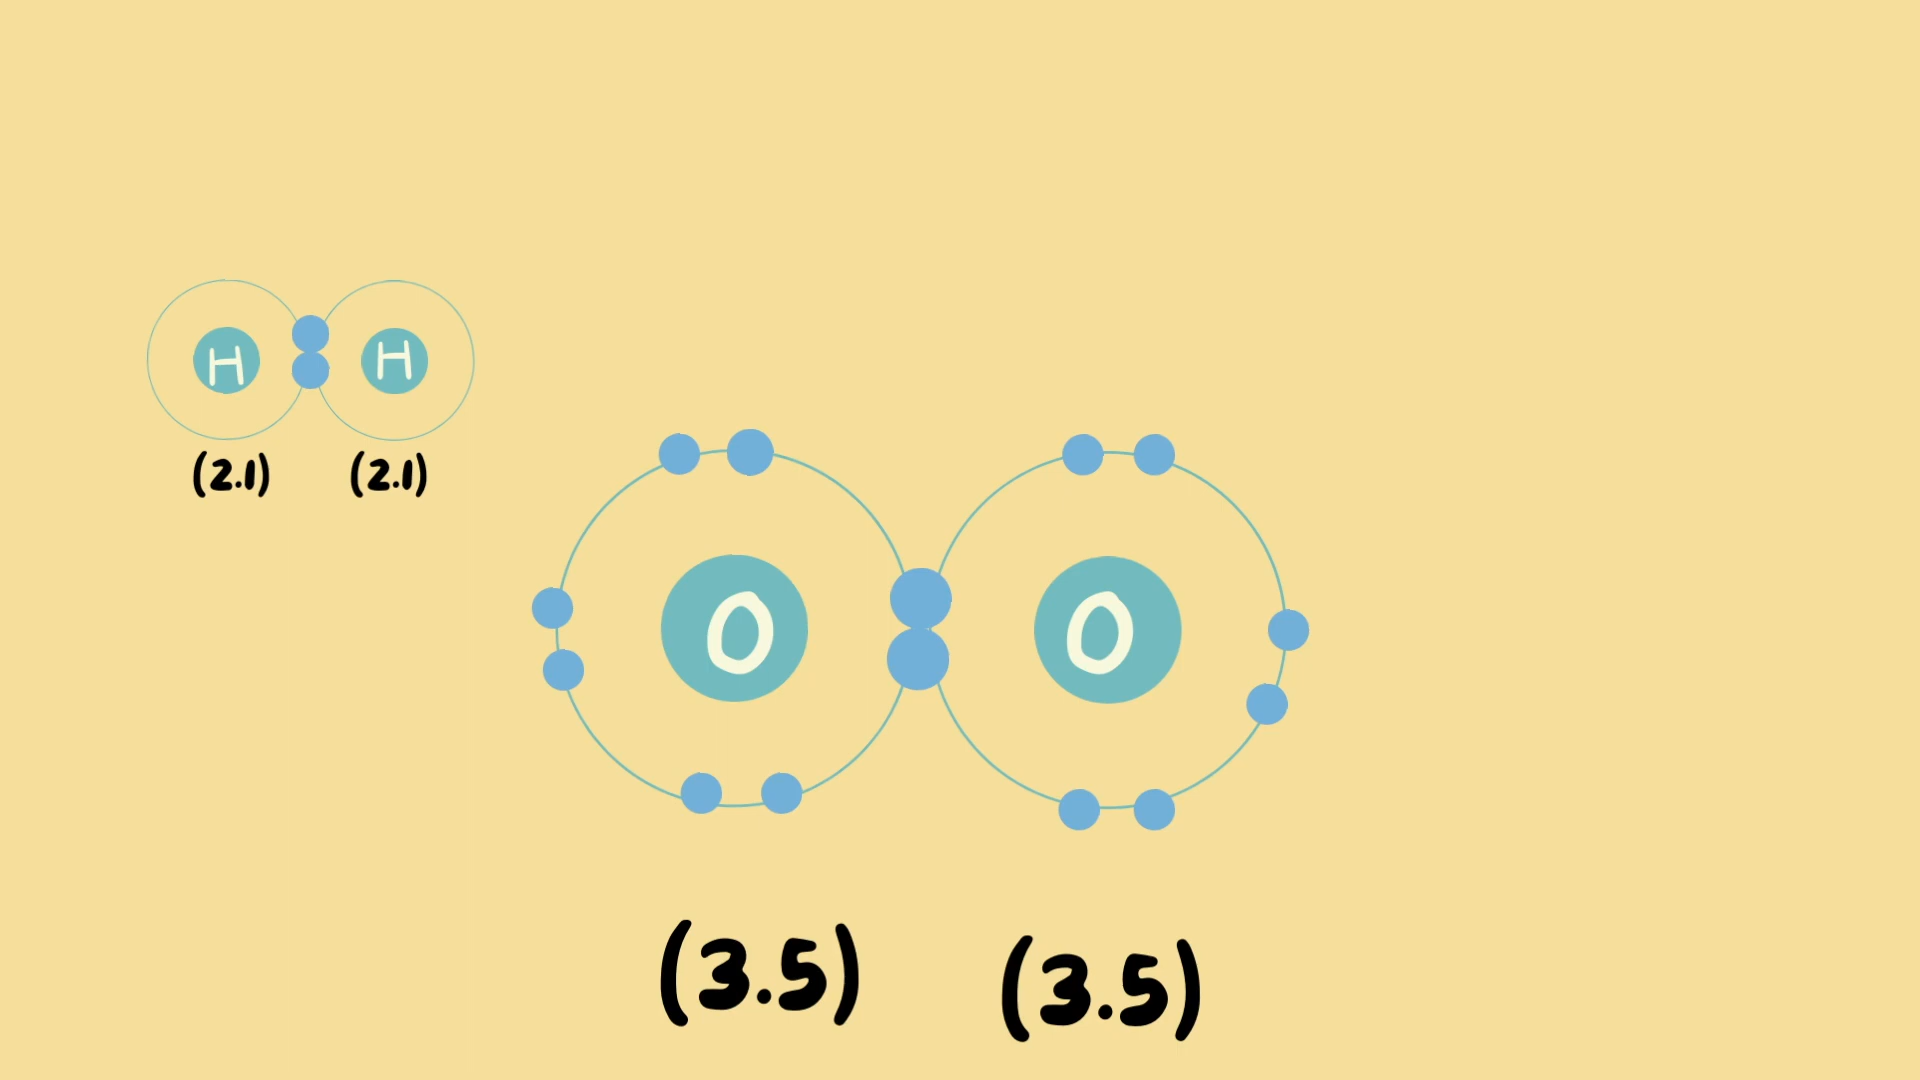 H H
(2.1) (2.1)
O O
(3.5) (3.5)